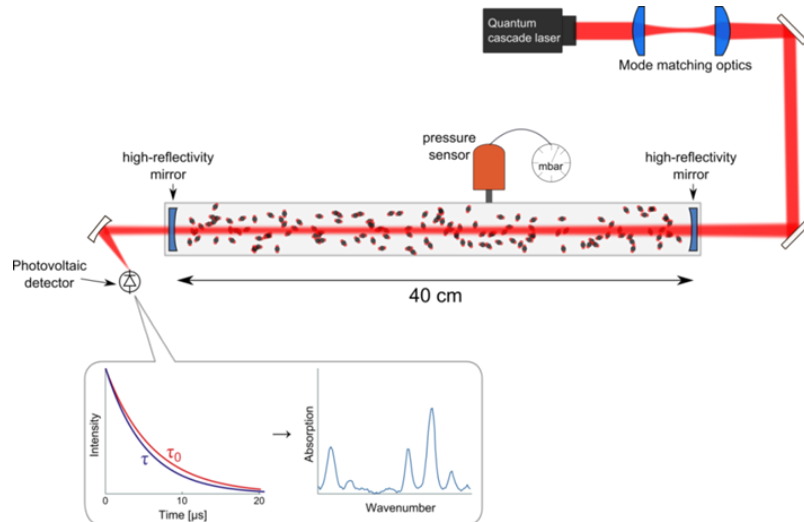 Quantum
cascade laser
Mode matching optics
pressure
sensor
mbar
high-reflectivity
mirror
high-reflectivity
mirror
Photovoltaic
detector
40 cm
Intensity
τ
τ₀
0
10
20
Time [µs]
→
Absorption
Wavenumber